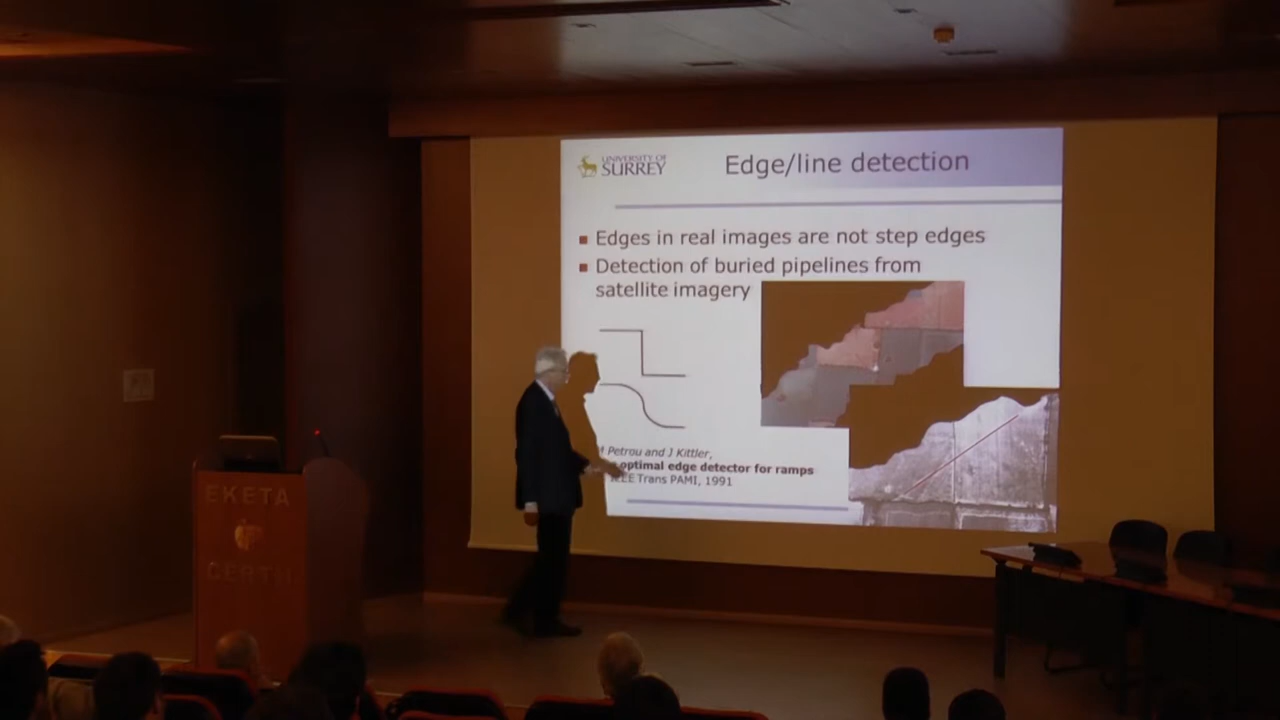 UNIVERSITY OF
SURREY
Edge/line detection
Edges in real images are not step edges
Detection of buried pipelines from
satellite imagery
Petrou and J Kittler,
optimal edge detector for ramps
IEEE Trans PAMI, 1991
EKETA
CERTH